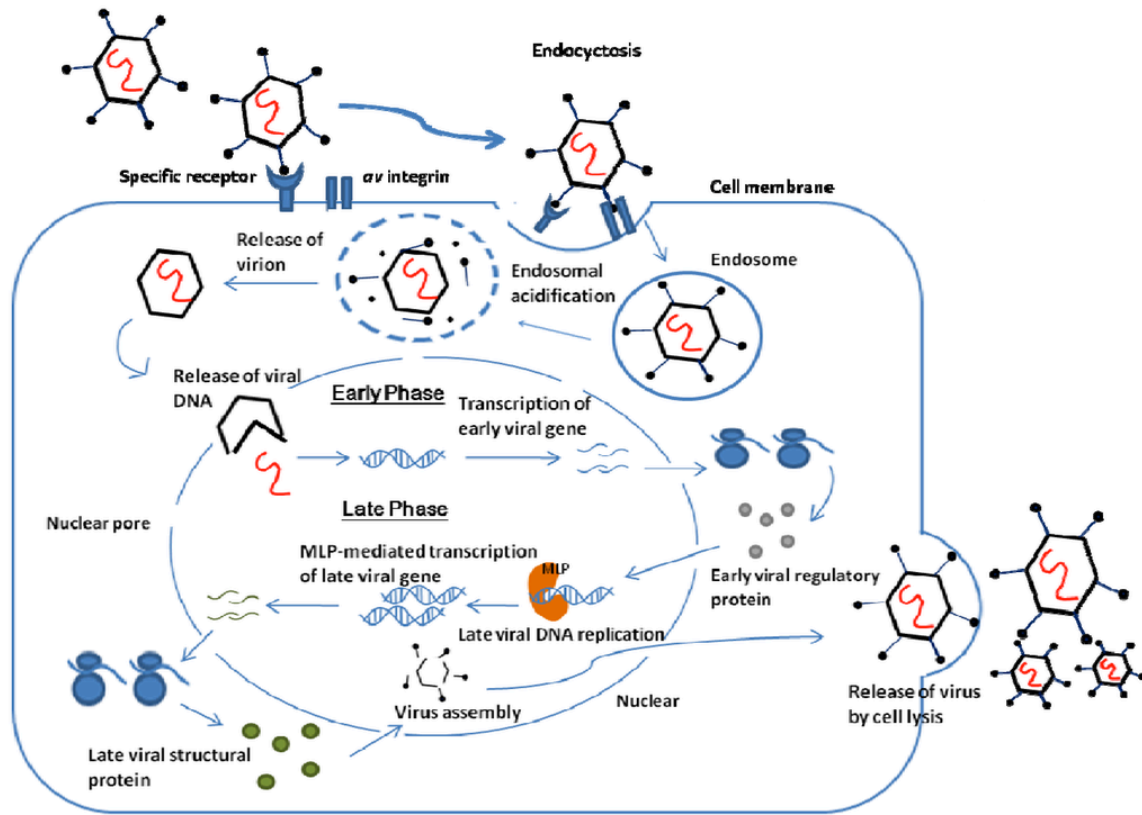 Endocyctosis
Specific receptor
αv integrin
Cell membrane
Release of
virion
Endosomal
acidification
Endosome
Release of viral
DNA
Early Phase
Transcription of
early viral gene
Nuclear pore
Late Phase
MLP-mediated transcription
of late viral gene
MLP
Early viral regulatory
protein
Late viral DNA replication
Virus assembly
Nuclear
Release of virus
by cell lysis
Late viral structural
protein